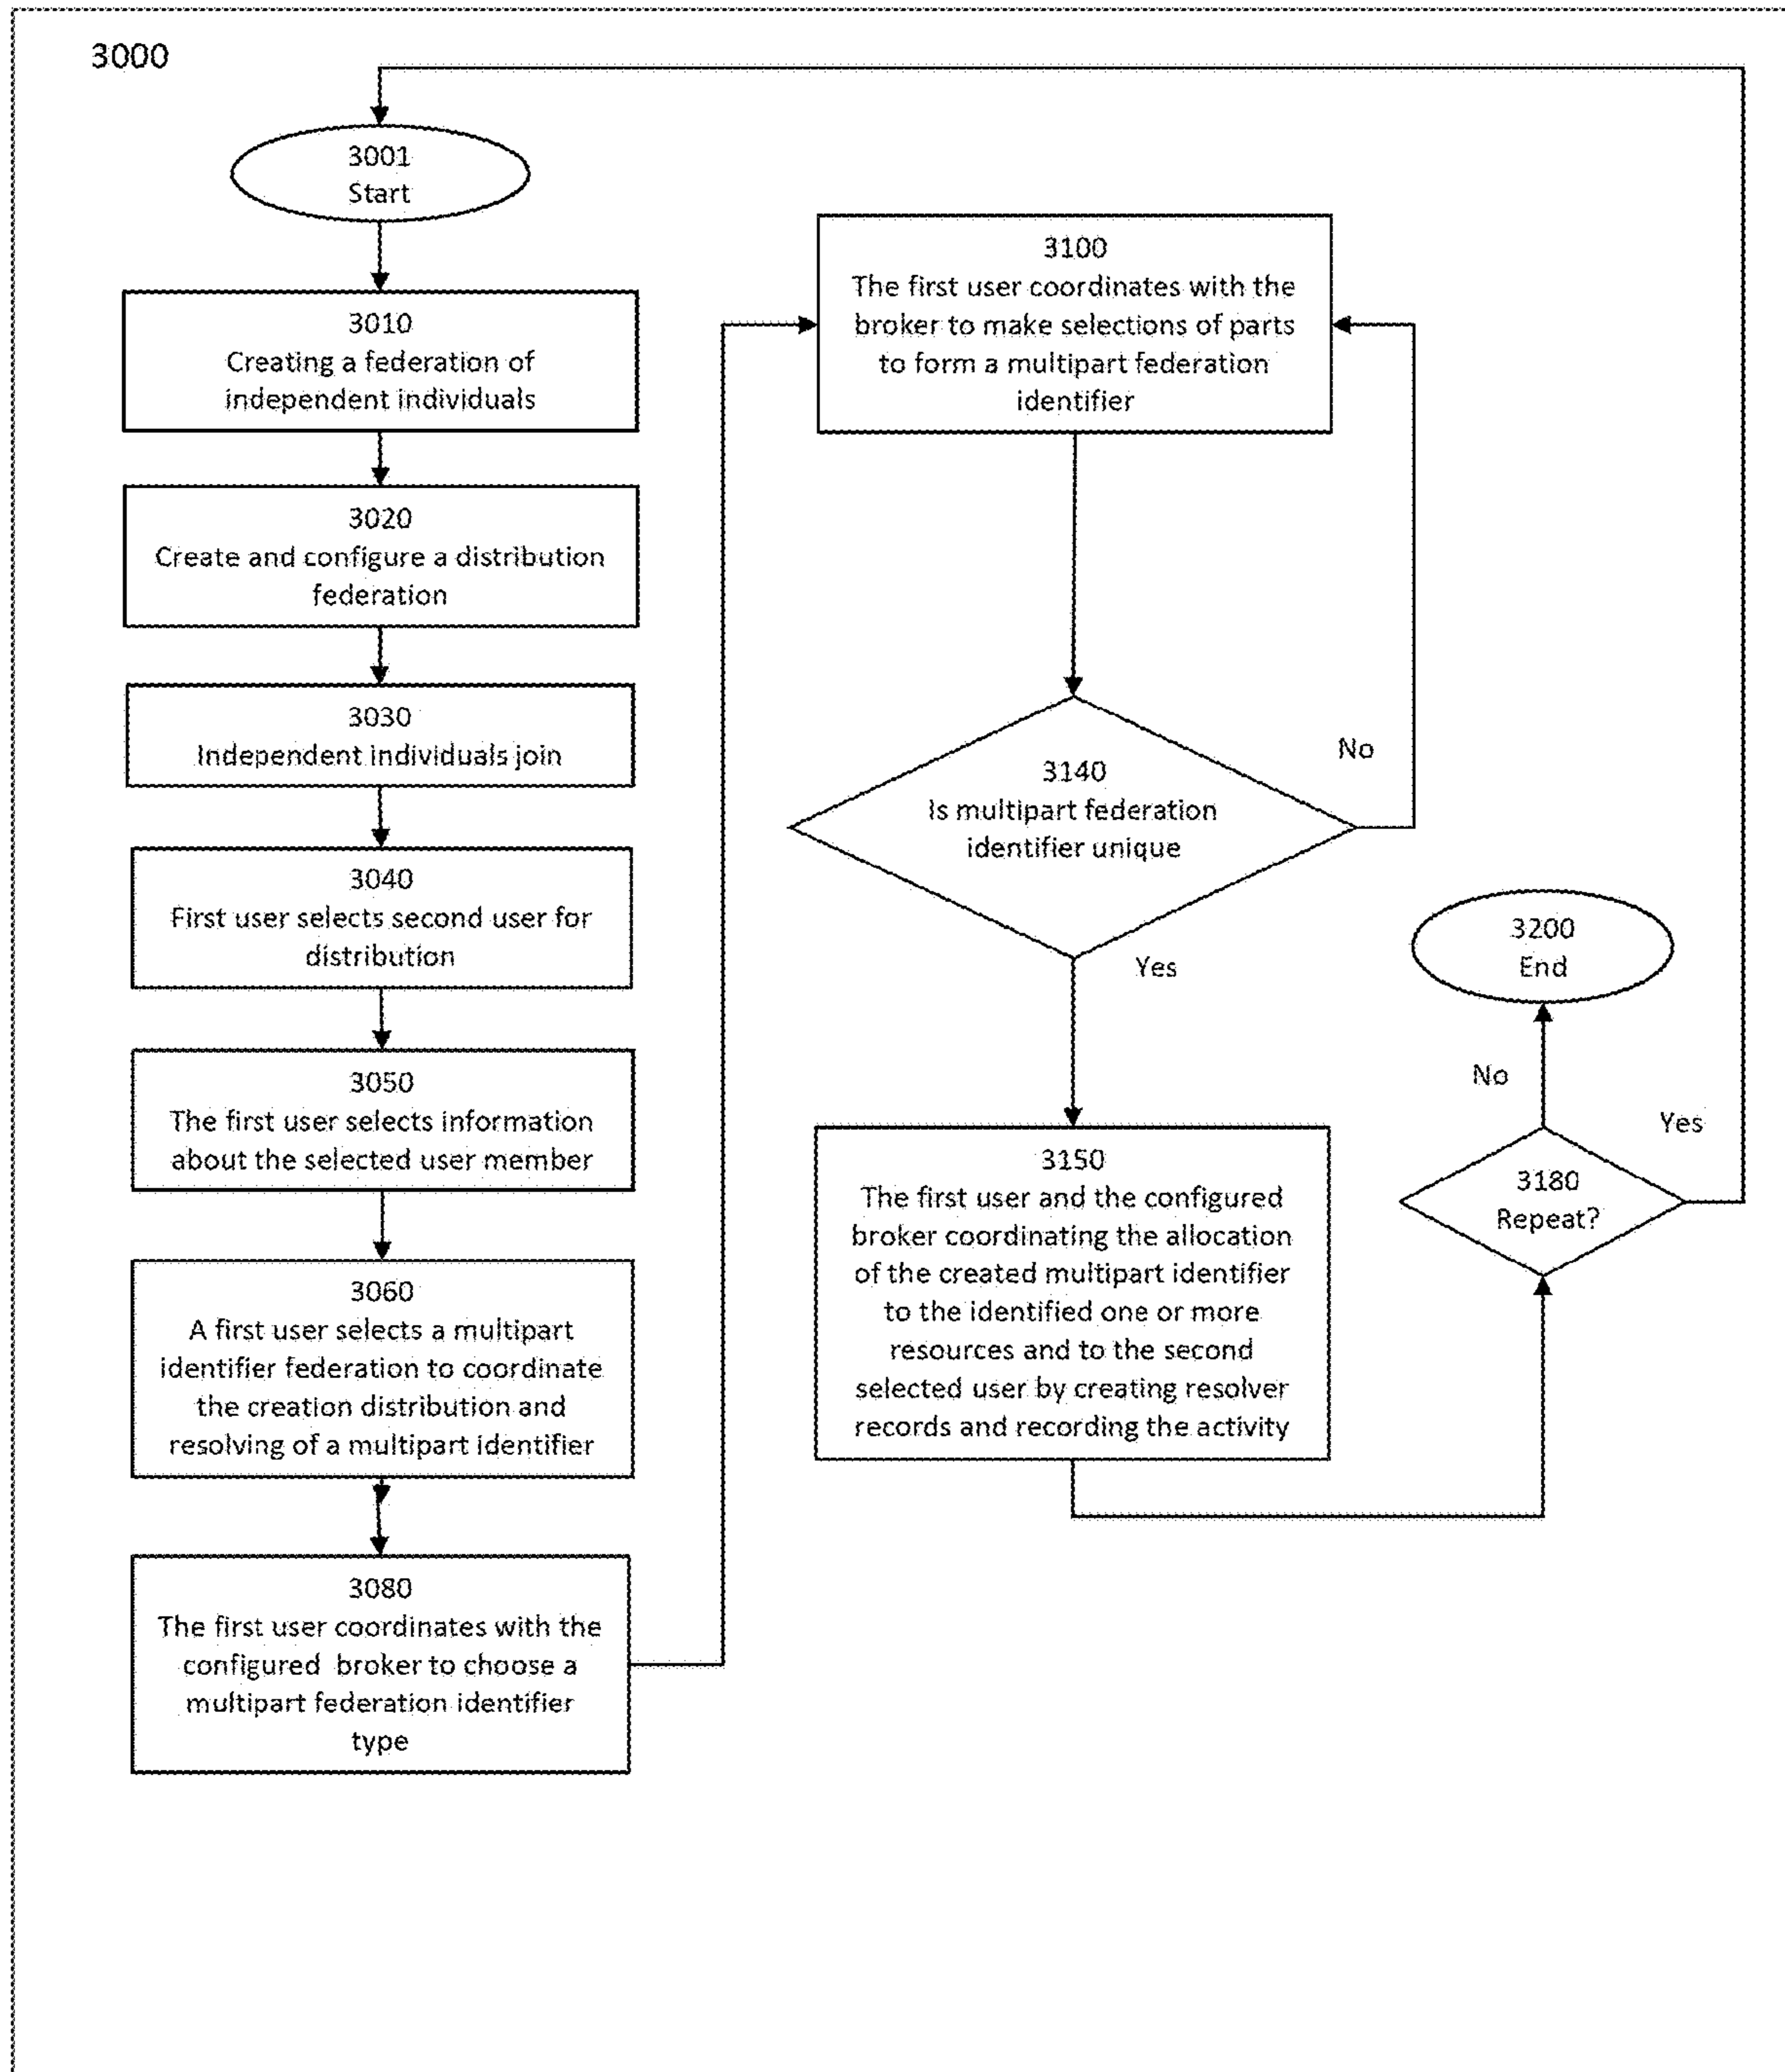 3000
3001
Start
3010
Creating a federation of
independent individuals
3020
Create and configure a distribution
federation
3030
Independent individuals join
3040
First user selects second user for
distribution
3050
The first user selects information
about the selected user member
3060
A first user selects a multipart
identifier federation to coordinate
the creation distribution and
resolving of a multipart identifier
3080
The first user coordinates with the
configured broker to choose a
multipart federation identifier
type
3100
The first user coordinates with the
broker to make selections of parts
to form a multipart federation
identifier
3140
Is multipart federation
identifier unique
No
Yes
3150
The first user and the configured
broker coordinating the allocation
of the created multipart identifier
to the identified one or more
resources and to the second
selected user by creating resolver
records and recording the activity
3180
Repeat?
Yes
No
3200
End